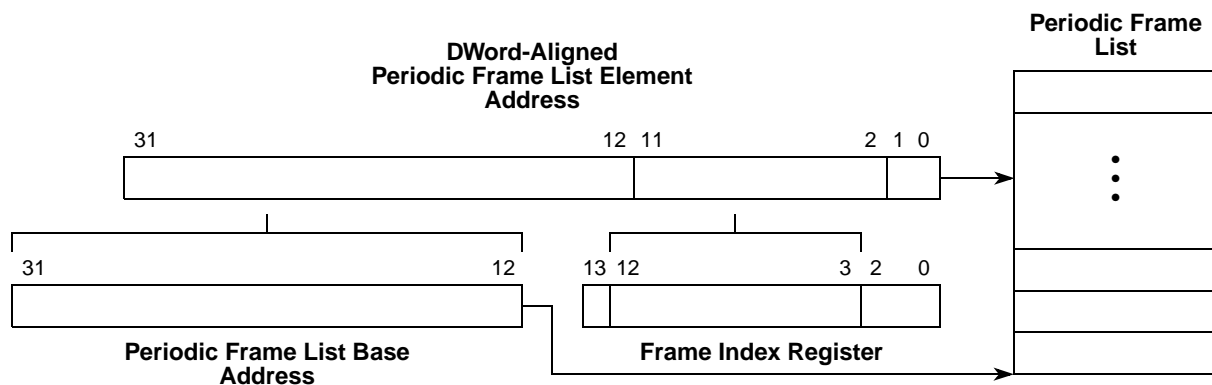 Periodic Frame
List
DWord-Aligned
Periodic Frame List Element
Address
31 12 11 2 1 0
31 12 13 12 3 2 0
Periodic Frame List Base
Address
Frame Index Register